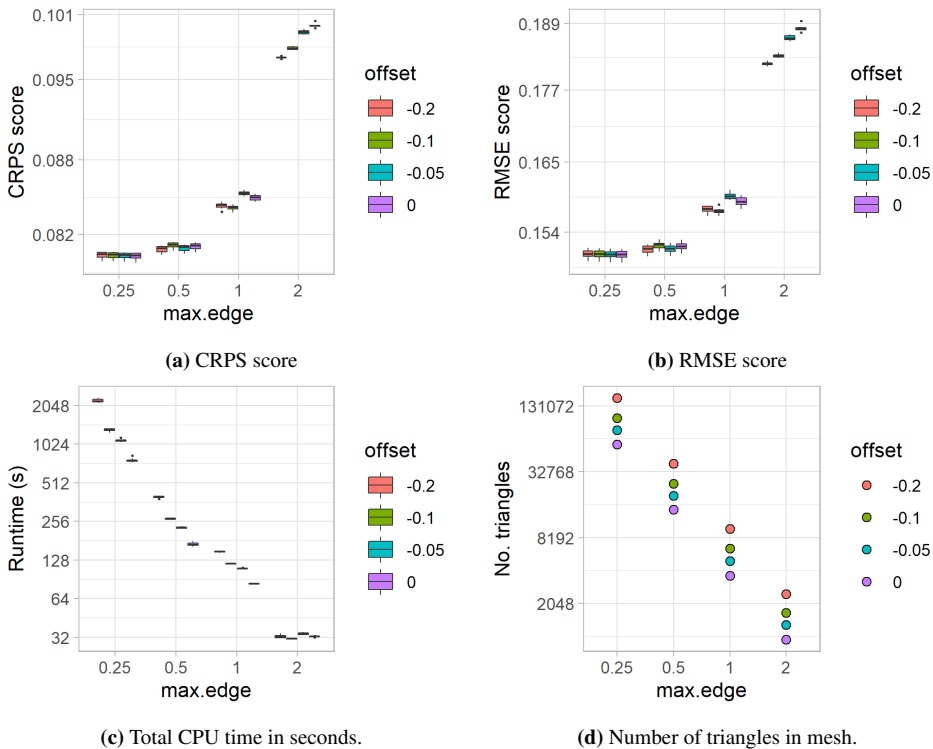 0.101
0.095
0.088
0.082
CRPS score
0.25 0.5 1 2
max.edge
offset
-0.2
-0.1
-0.05
0
(a) CRPS score
0.189
0.177
0.165
0.154
RMSE score
0.25 0.5 1 2
max.edge
offset
-0.2
-0.1
-0.05
0
(b) RMSE score
2048
1024
512
256
128
64
32
Runtime (s)
0.25 0.5 1 2
max.edge
offset
-0.2
-0.1
-0.05
0
(c) Total CPU time in seconds.
131072
32768
8192
2048
No. triangles
0.25 0.5 1 2
max.edge
offset
-0.2
-0.1
-0.05
0
(d) Number of triangles in mesh.